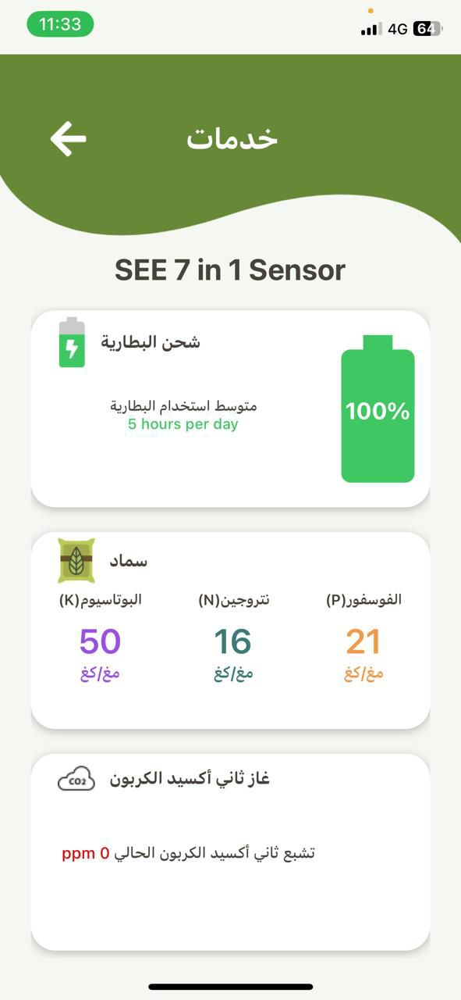 11:33
4G 64
خدمات
SEE 7 in 1 Sensor
شحن البطارية
متوسط استخدام البطارية
5 hours per day
100%
سماد
البوتاسيوم(K) نتروجين(N) الفوسفور(P)
50 16 21
مغ/كغ مغ/كغ مغ/كغ
CO2 غاز ثاني أكسيد الكربون
تشبع ثاني أكسيد الكربون الحالي 0 ppm